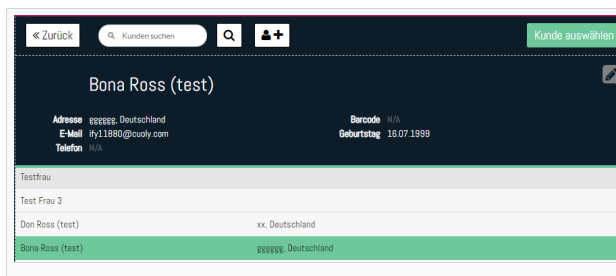 « Zurück Kunden suchen Kunde auswählen
Bona Ross (test)
Adresse gggggg, Deutschland Barcode N/A
E-Mail ify11880@cuoly.com Geburtstag 16.07.1999
Telefon N/A
Testfrau
Test Frau 3
Don Ross (test) xx, Deutschland
Bona Ross (test) gggggg, Deutschland